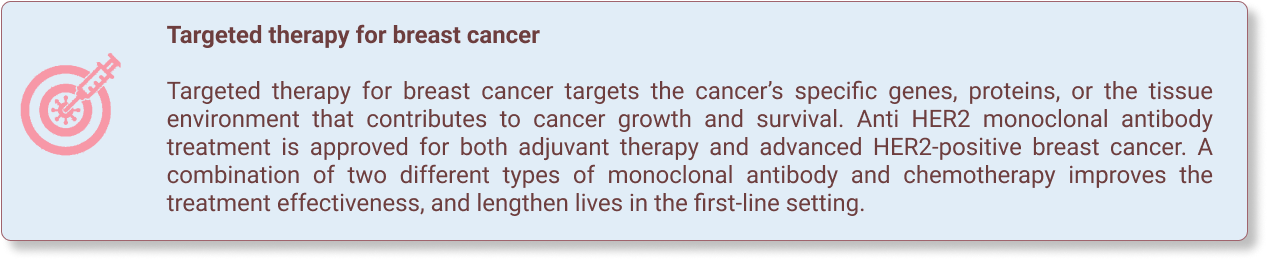 Targeted therapy for breast cancer
Targeted therapy for breast cancer targets the cancer’s specific genes, proteins, or the tissue
environment that contributes to cancer growth and survival. Anti HER2 monoclonal antibody
treatment is approved for both adjuvant therapy and advanced HER2-positive breast cancer. A
combination of two different types of monoclonal antibody and chemotherapy improves the
treatment effectiveness, and lengthen lives in the first-line setting.